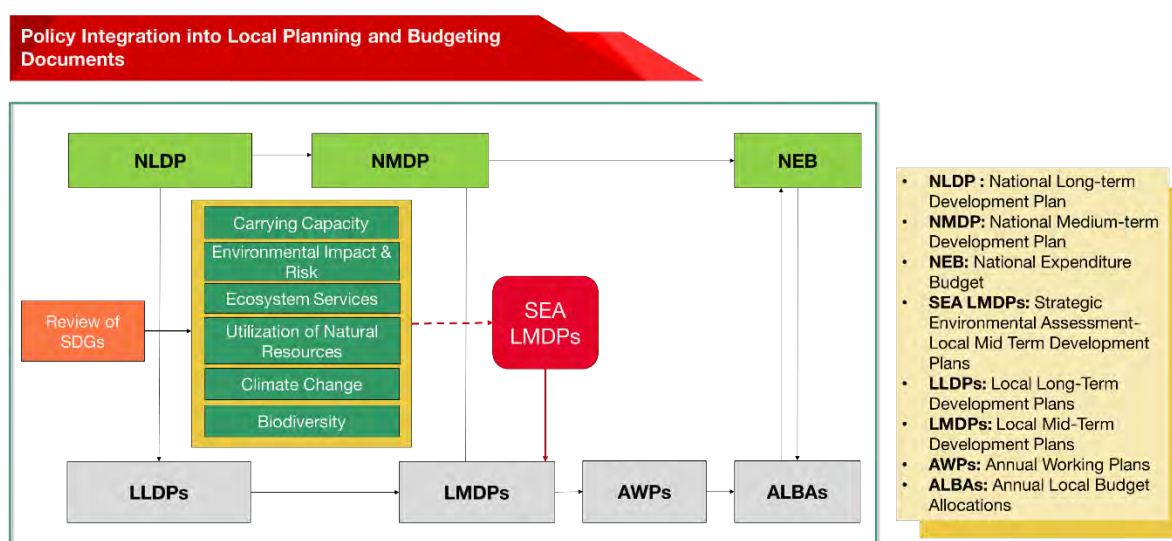 Policy Integration into Local Planning and Budgeting
Documents
NLDP
NMDP
NEB
Carrying Capacity
Environmental Impact &
Risk
Ecosystem Services
Utilization of Natural
Resources
Climate Change
Biodiversity
Review of
SDGs
SEA
LMDPs
LLDPs
LMDPs
AWPs
ALBAs
• NLDP : National Long-term
Development Plan
• NMDP: National Medium-term
Development Plan
• NEB: National Expenditure
Budget
• SEA LMDPs: Strategic
Environmental Assessment-
Local Mid Term Development
Plans
• LLDPs: Local Long-Term
Development Plans
• LMDPs: Local Mid-Term
Development Plans
• AWPs: Annual Working Plans
• ALBAs: Annual Local Budget
Allocations